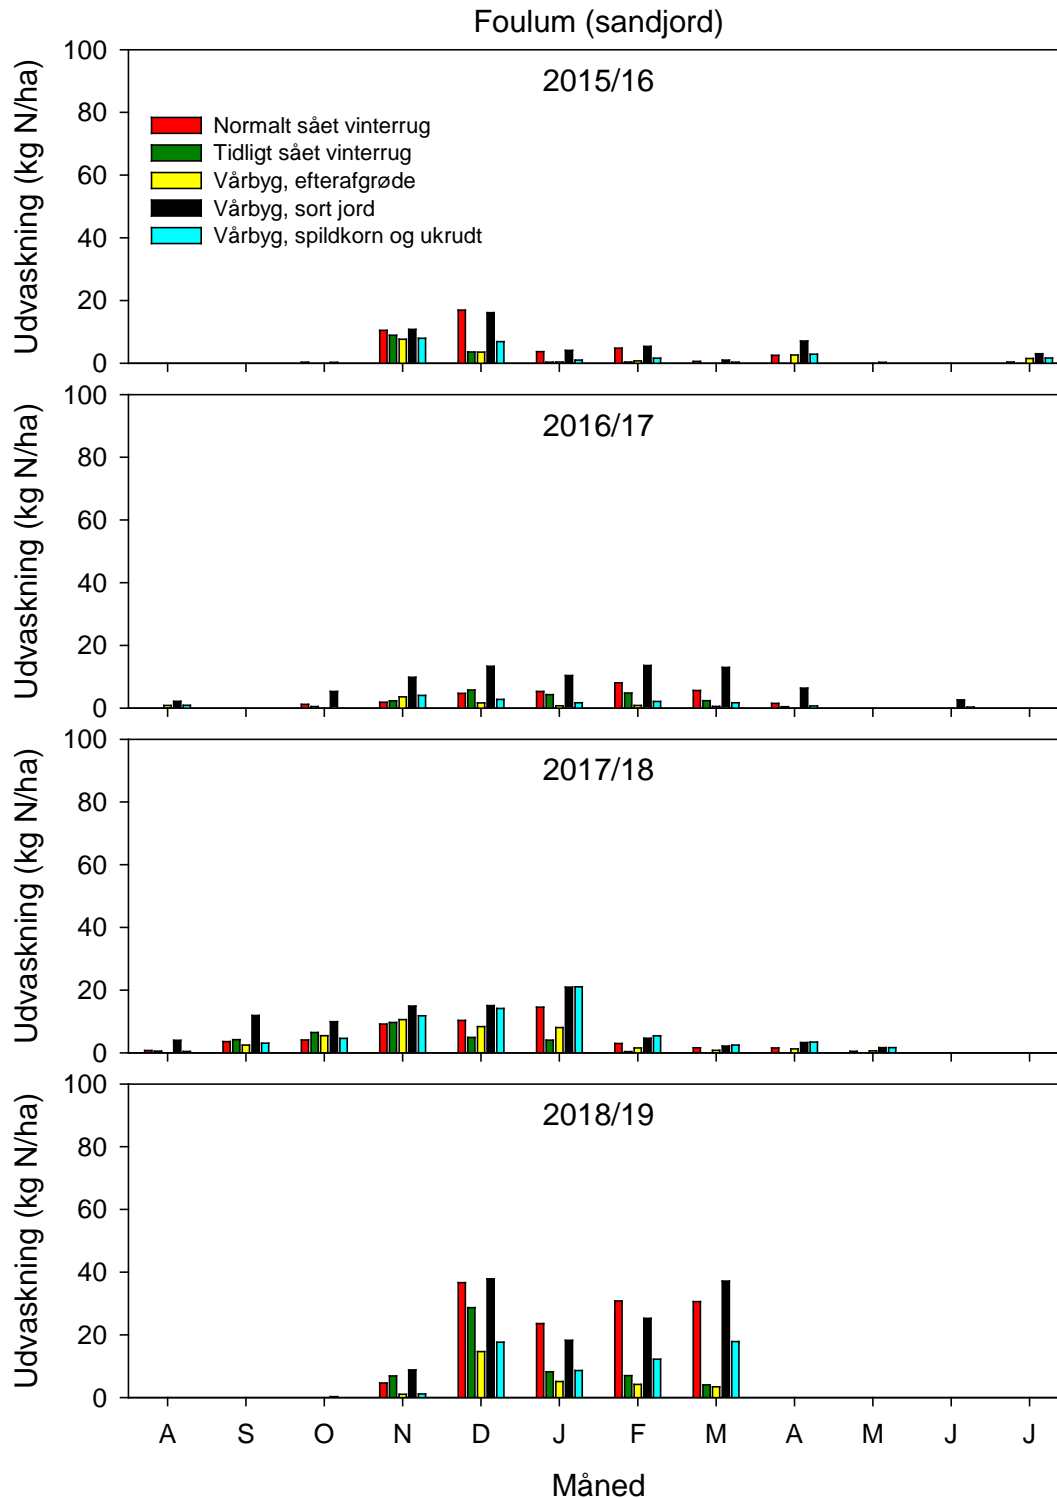 Foulum (sandjord)
2015/16
Normalt sået vinterrug
Tidligt sået vinterrug
Vårbyg, efterafgrøde
Vårbyg, sort jord
Vårbyg, spildkorn og ukrudt
Udvaskning (kg N/ha)
100
80
60
40
20
0
2016/17
Udvaskning (kg N/ha)
100
80
60
40
20
0
2017/18
Udvaskning (kg N/ha)
100
80
60
40
20
0
2018/19
Udvaskning (kg N/ha)
100
80
60
40
20
0
A S O N D J F M A M J J
Måned